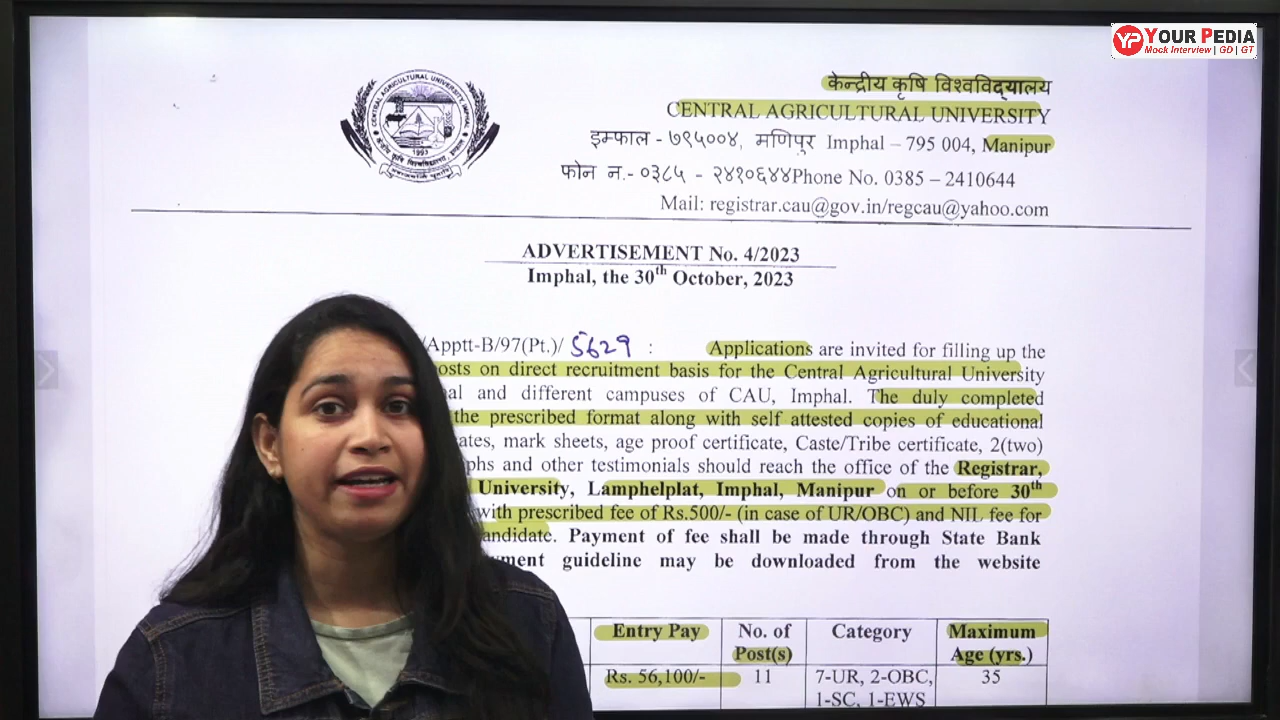 YP YOUR PEDIA
Mock Interview | GD | GT
केन्द्रीय कृषि विश्वविद्यालय
CENTRAL AGRICULTURAL UNIVERSITY
इम्फाल - ७९५००४, मणिपुर Imphal – 795 004, Manipur
फोन न.- ०३८५ - २४१०६४४Phone No. 0385 – 2410644
Mail: registrar.cau@gov.in/regcau@yahoo.com
CENTRAL AGRICULTURAL UNIVERSITY, IMPHAL
1993
ADVERTISEMENT No. 4/2023
Imphal, the 30th October, 2023
/Apptt-B/97(Pt.)/ 5629 : Applications are invited for filling up the
on direct recruitment basis for the Central Agricultural University
and different campuses of CAU, Imphal. The duly completed
the prescribed format along with self attested copies of educational
mark sheets, age proof certificate, Caste/Tribe certificate, 2(two)
and other testimonials should reach the office of the Registrar,
University, Lamphelplat, Imphal, Manipur on or before 30th
with prescribed fee of Rs.500/- (in case of UR/OBC) and NIL fee for
andidate. Payment of fee shall be made through State Bank
guideline may be downloaded from the website
Entry Pay No. of Post(s) Category Maximum Age (yrs.)
Rs. 56,100/- 11 7-UR, 2-OBC, 35
1-SC, 1-EWS